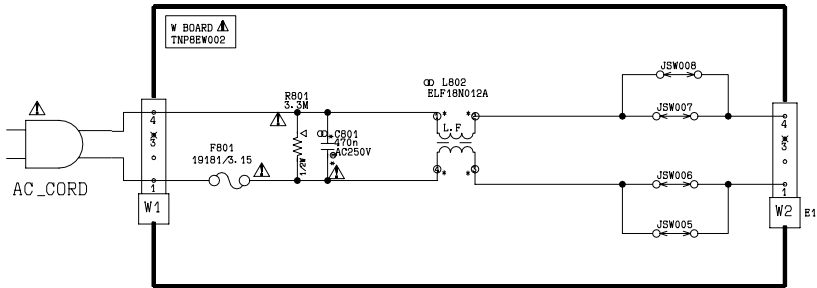 W BOARD
TNP8EW002
R801
3.3M
L802
ELF18N012A
JSW008
JSW007
4
3
1
F801
19181/3.15
1/2W
C801
470n
AC250V
L.F
4
3
1
JSW006
JSW005
AC_CORD
W1
W2
E1